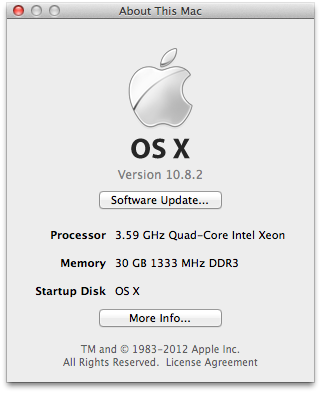 About This Mac
OS X
Version 10.8.2
Software Update...
Processor 3.59 GHz Quad-Core Intel Xeon
Memory 30 GB 1333 MHz DDR3
Startup Disk OS X
More Info...
TM and © 1983-2012 Apple Inc.
All Rights Reserved. License Agreement